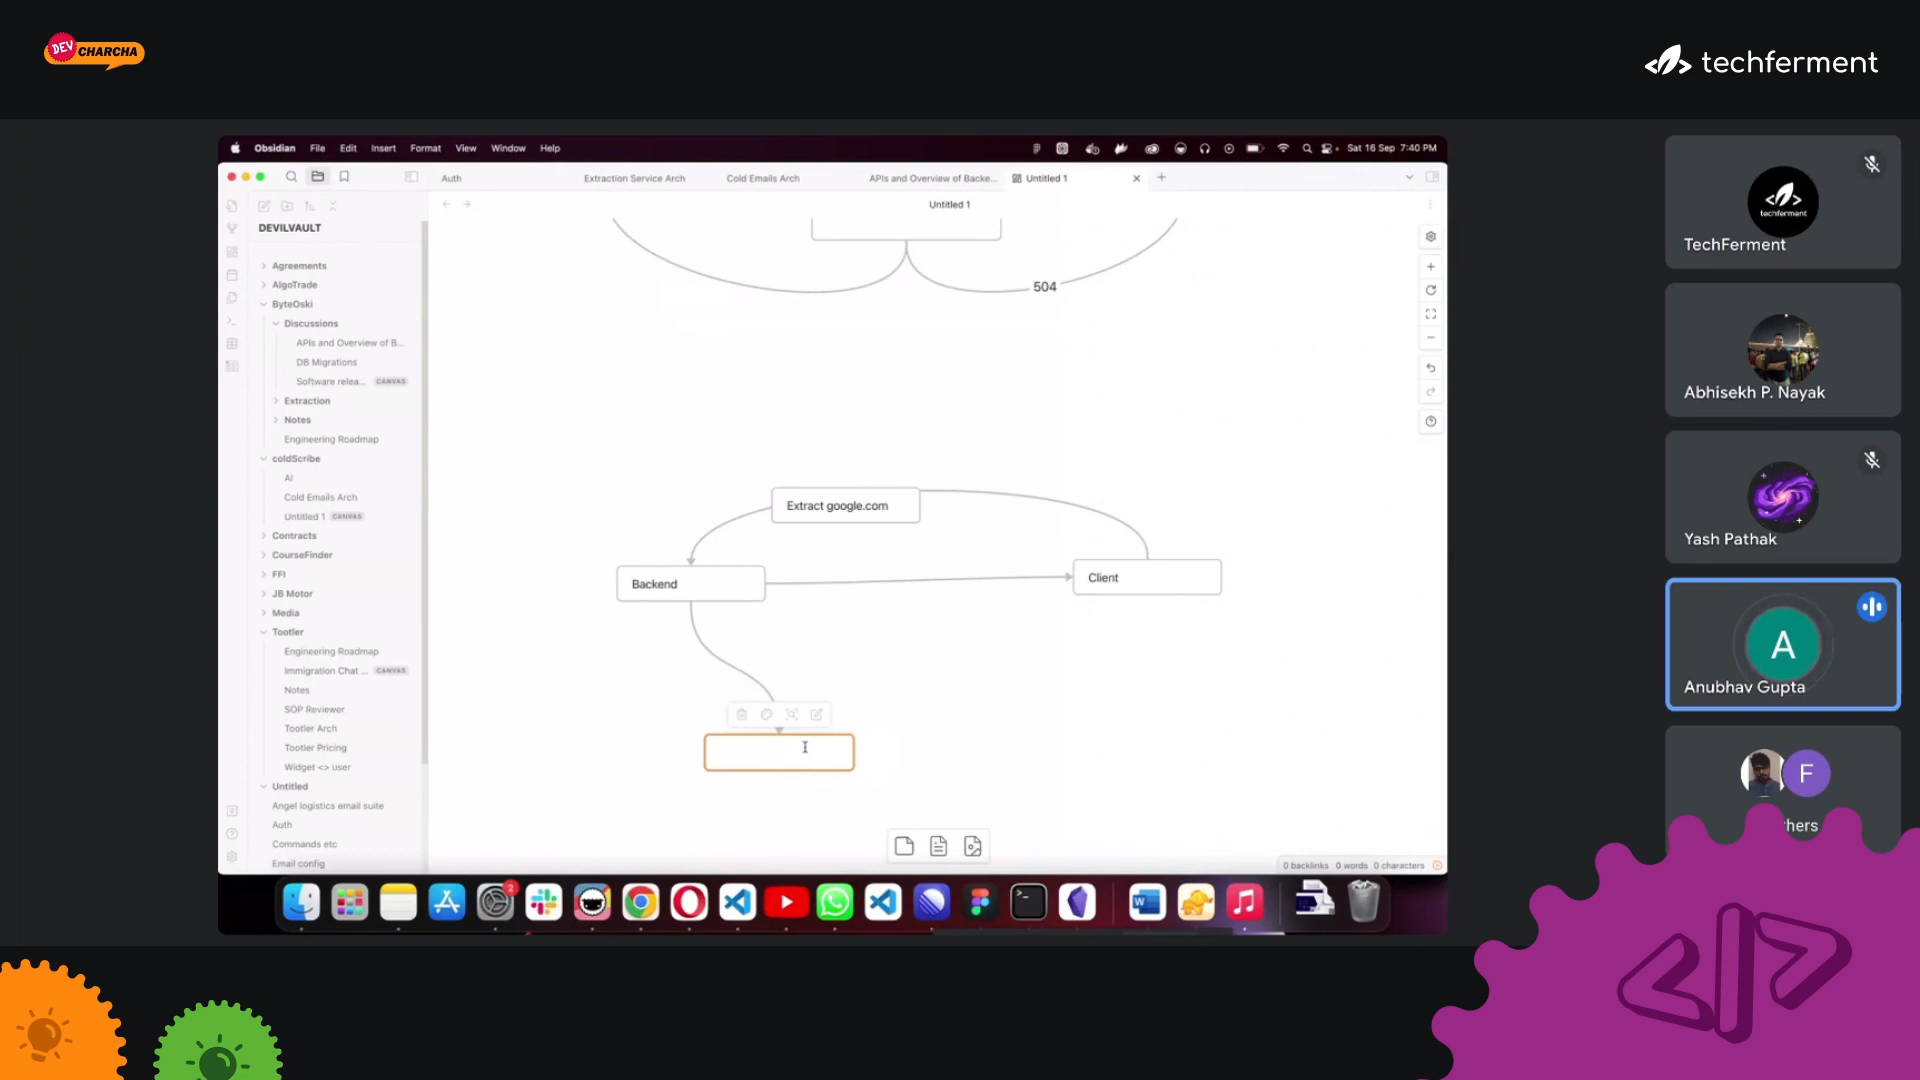 DEV CHARCHA
techferment
Obsidian File Edit Insert Format View Window Help
Sat 16 Sep 7:40 PM
Auth
Extraction Service Arch
Cold Emails Arch
APIs and Overview of Backe...
Untitled 1
Untitled 1
DEVILVAULT
Agreements
AlgoTrade
ByteOski
Discussions
APIs and Overview of B...
DB Migrations
Software relea... CANVAS
Extraction
Notes
Engineering Roadmap
coldScribe
AI
Cold Emails Arch
Untitled 1 CANVAS
Contracts
CourseFinder
FFI
JB Motor
Media
Tootler
Engineering Roadmap
Immigration Chat ... CANVAS
Notes
SOP Reviewer
Tootler Arch
Tootler Pricing
Widget <> user
Untitled
Angel logistics email suite
Auth
Commands etc
Email config
504
Extract google.com
Backend
Client
0 backlinks 0 words 0 characters
2
W
techferment
TechFerment
Abhisekh P. Nayak
Yash Pathak
A
Anubhav Gupta
F